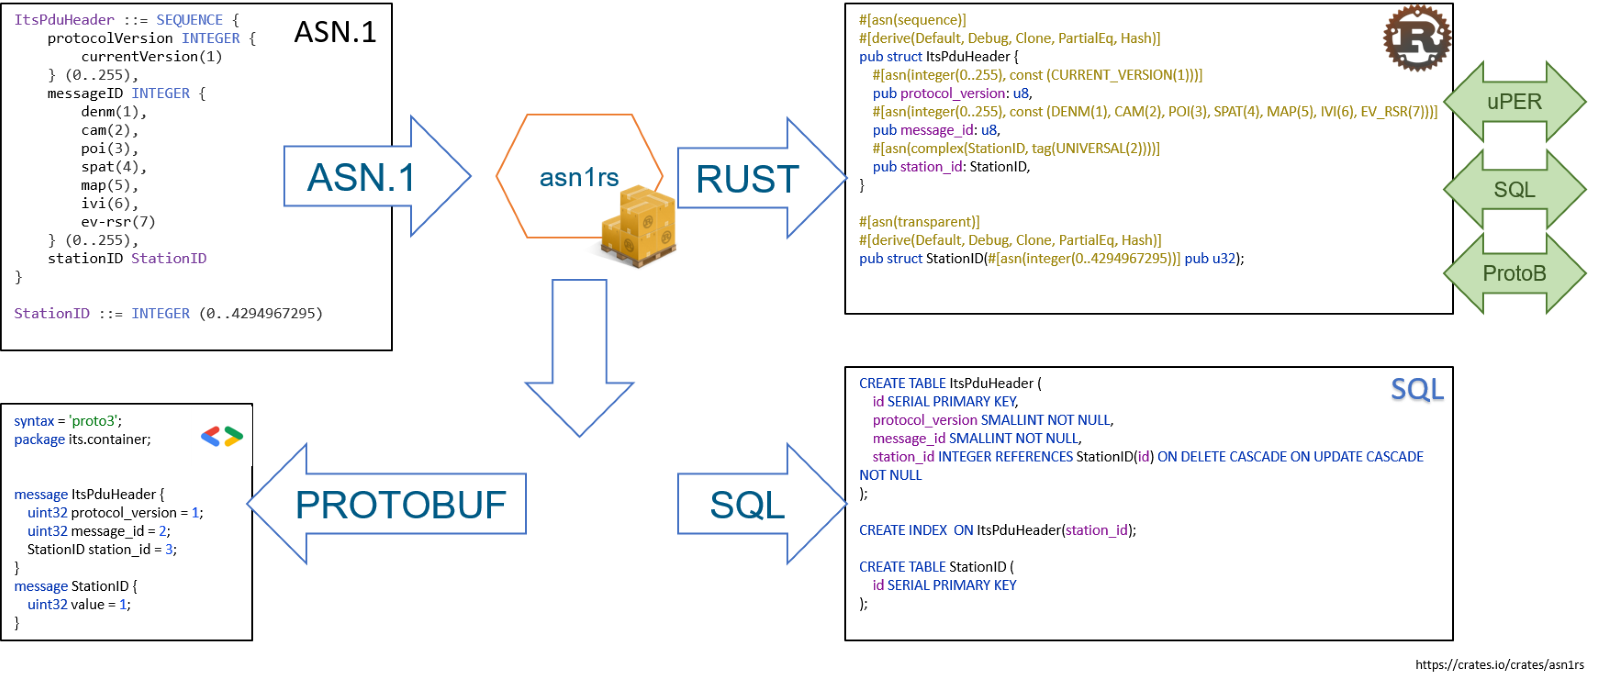 ItsPduHeader ::= SEQUENCE {
    protocolVersion INTEGER {
        currentVersion(1)
    } (0..255),
    messageID INTEGER {
        denm(1),
        cam(2),
        poi(3),
        spat(4),
        map(5),
        ivi(6),
        ev-rsr(7)
    } (0..255),
    stationID StationID
}
StationID ::= INTEGER (0..4294967295)
ASN.1
ASN.1
asn1rs
RUST
#[asn(sequence)]
#[derive(Default, Debug, Clone, PartialEq, Hash)]
pub struct ItsPduHeader {
    #[asn(integer(0..255), const (CURRENT_VERSION(1)))]
    pub protocol_version: u8,
    #[asn(integer(0..255), const (DENM(1), CAM(2), POI(3), SPAT(4), MAP(5), IVI(6), EV_RSR(7)))]
    pub message_id: u8,
    #[asn(complex(StationID, tag(UNIVERSAL(2))))]
    pub station_id: StationID,
}
#[asn(transparent)]
#[derive(Default, Debug, Clone, PartialEq, Hash)]
pub struct StationID(#[asn(integer(0..4294967295))] pub u32);
R
uPER
SQL
ProtoB
syntax = 'proto3';
package its.container;
message ItsPduHeader {
    uint32 protocol_version = 1;
    uint32 message_id = 2;
    StationID station_id = 3;
}
message StationID {
    uint32 value = 1;
}
PROTOBUF
SQL
CREATE TABLE ItsPduHeader (
    id SERIAL PRIMARY KEY,
    protocol_version SMALLINT NOT NULL,
    message_id SMALLINT NOT NULL,
    station_id INTEGER REFERENCES StationID(id) ON DELETE CASCADE ON UPDATE CASCADE
NOT NULL
);
CREATE INDEX  ON ItsPduHeader(station_id);
CREATE TABLE StationID (
    id SERIAL PRIMARY KEY
);
SQL
https://crates.io/crates/asn1rs